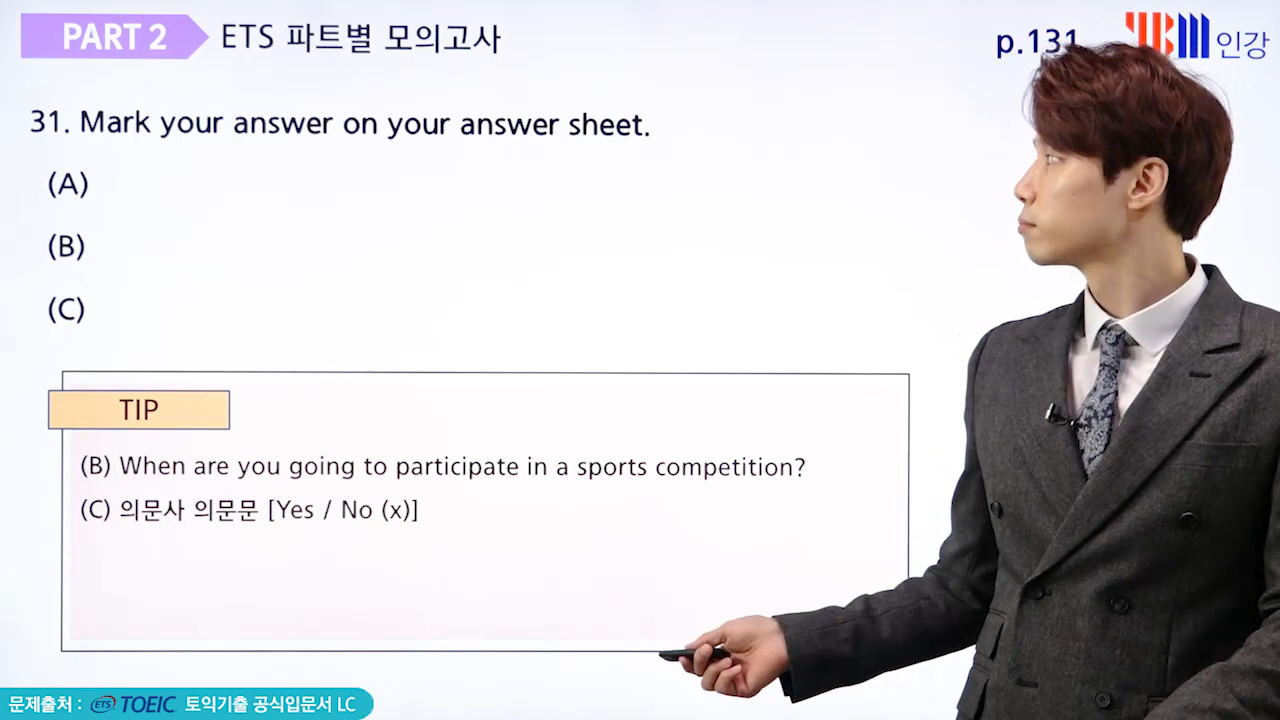 PART 2 ETS 파트별 모의고사
p.131
YBM 인강
31. Mark your answer on your answer sheet.
(A)
(B)
(C)
TIP
(B) When are you going to participate in a sports competition?
(C) 의문사 의문문 [Yes / No (x)]
문제출처 : ETS TOEIC 토익기출 공식입문서 LC